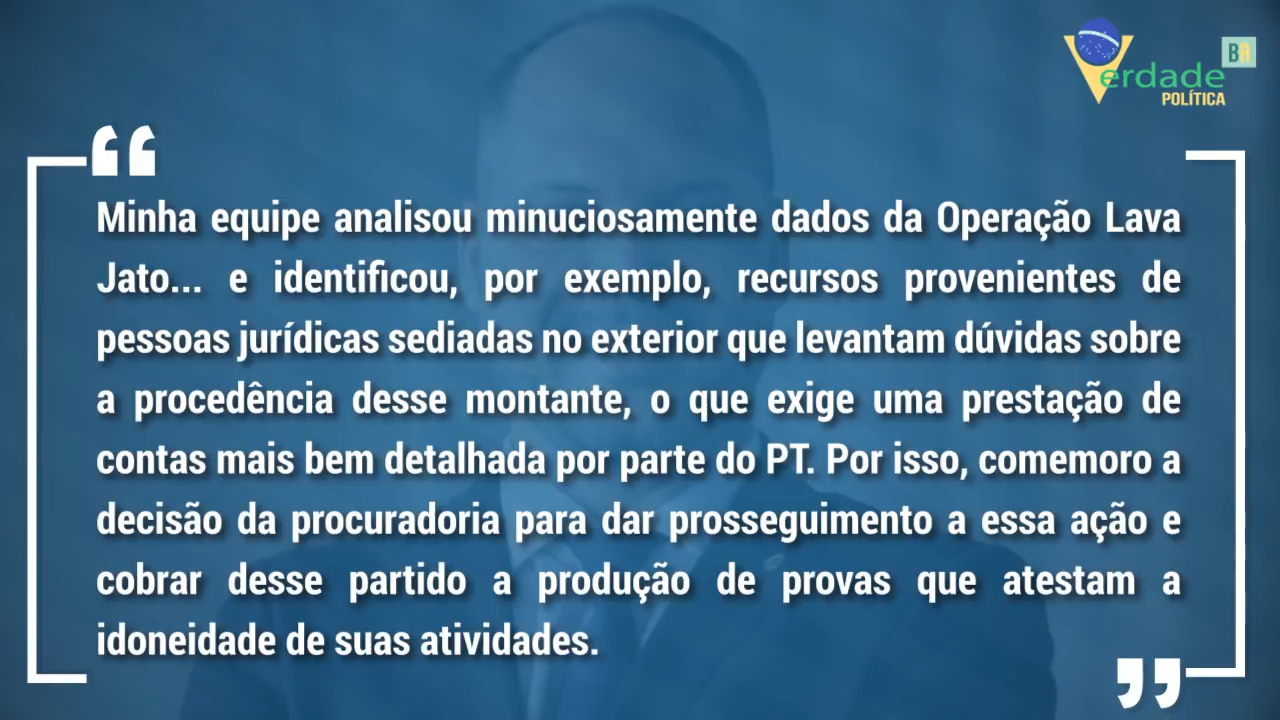 Verdade BR
POLÍTICA
“
Minha equipe analisou minuciosamente dados da Operação Lava
Jato... e identificou, por exemplo, recursos provenientes de
pessoas jurídicas sediadas no exterior que levantam dúvidas sobre
a procedência desse montante, o que exige uma prestação de
contas mais bem detalhada por parte do PT. Por isso, comemoro a
decisão da procuradoria para dar prosseguimento a essa ação e
cobrar desse partido a produção de provas que atestam a
idoneidade de suas atividades.
”